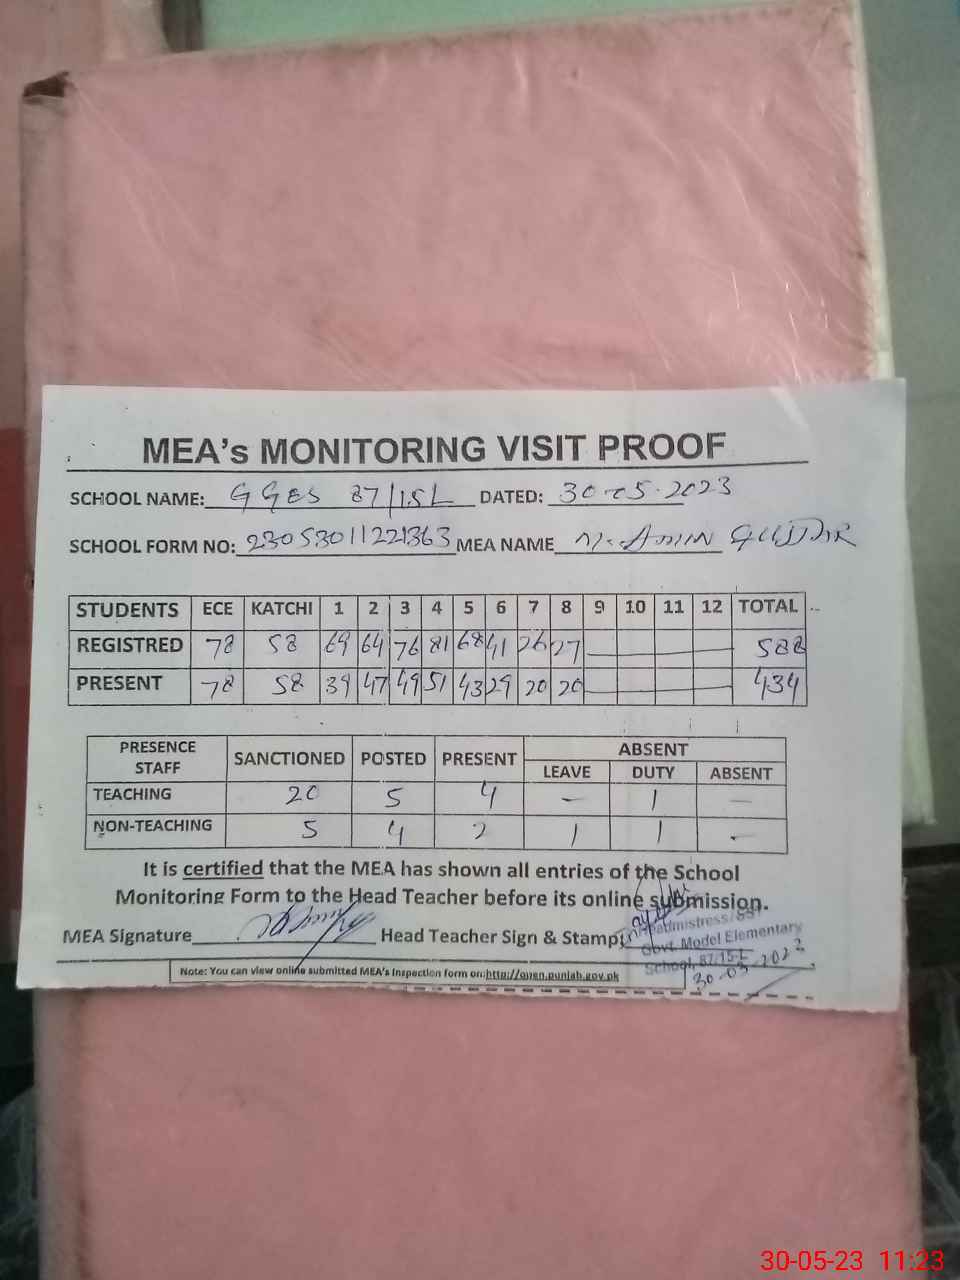 MEA's MONITORING VISIT PROOF
SCHOOL NAME: GGES 87/15L DATED: 30-05-2023
SCHOOL FORM NO: 23053011221363 MEA NAME M. Amin GUJJAR
STUDENTS ECE KATCHI 1 2 3 4 5 6 7 8 9 10 11 12 TOTAL
REGISTRED 78 58 69 64 76 81 68 41 26 27 588
PRESENT 78 58 39 47 49 51 43 29 20 20 434
PRESENCE STAFF SANCTIONED POSTED PRESENT ABSENT
LEAVE DUTY ABSENT
TEACHING 20 5 4 - 1 -
NON-TEACHING 5 4 2 1 1 -
It is certified that the MEA has shown all entries of the School
Monitoring Form to the Head Teacher before its online submission.
MEA Signature Head Teacher Sign & Stamp
Headmistress/SST
Govt. Model Elementary
School, 87/15-L
30-05-2023
Note: You can view online submitted MEA's Inspection form on:http://open.punjab.gov.pk
30-05-23 11:23